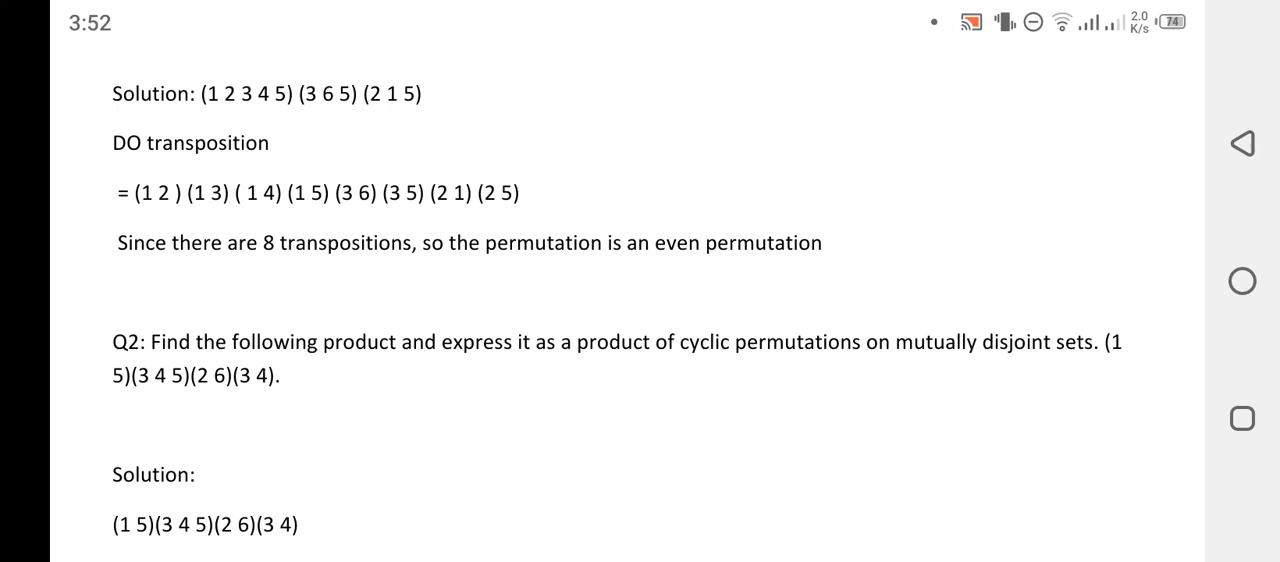 3:52
2.0
K/s
74
Solution: (1 2 3 4 5) (3 6 5) (2 1 5)
DO transposition
= (1 2 ) (1 3) ( 1 4) (1 5) (3 6) (3 5) (2 1) (2 5)
Since there are 8 transpositions, so the permutation is an even permutation
Q2: Find the following product and express it as a product of cyclic permutations on mutually disjoint sets. (1
5)(3 4 5)(2 6)(3 4).
Solution:
(1 5)(3 4 5)(2 6)(3 4)